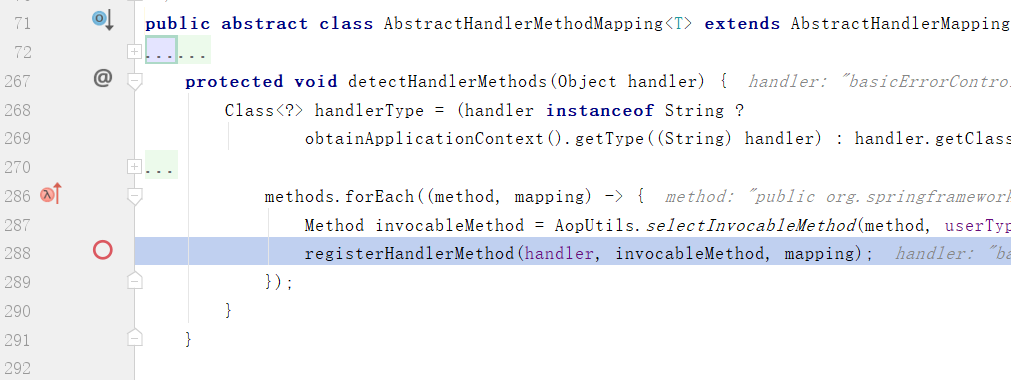 71 public abstract class AbstractHandlerMethodMapping<T> extends AbstractHandlerMapping
72 ......
267 @ protected void detectHandlerMethods(Object handler) { handler: "basicErrorContro
268 Class<?> handlerType = (handler instanceof String ?
269 obtainApplicationContext().getType((String) handler) : handler.getClass
270 ...
286 λ methods.forEach((method, mapping) -> { method: "public org.springframework
287 Method invocableMethod = AopUtils.selectInvocableMethod(method, userTyp
288 registerHandlerMethod(handler, invocableMethod, mapping); handler: "ba
289 });
290 }
291 }
292